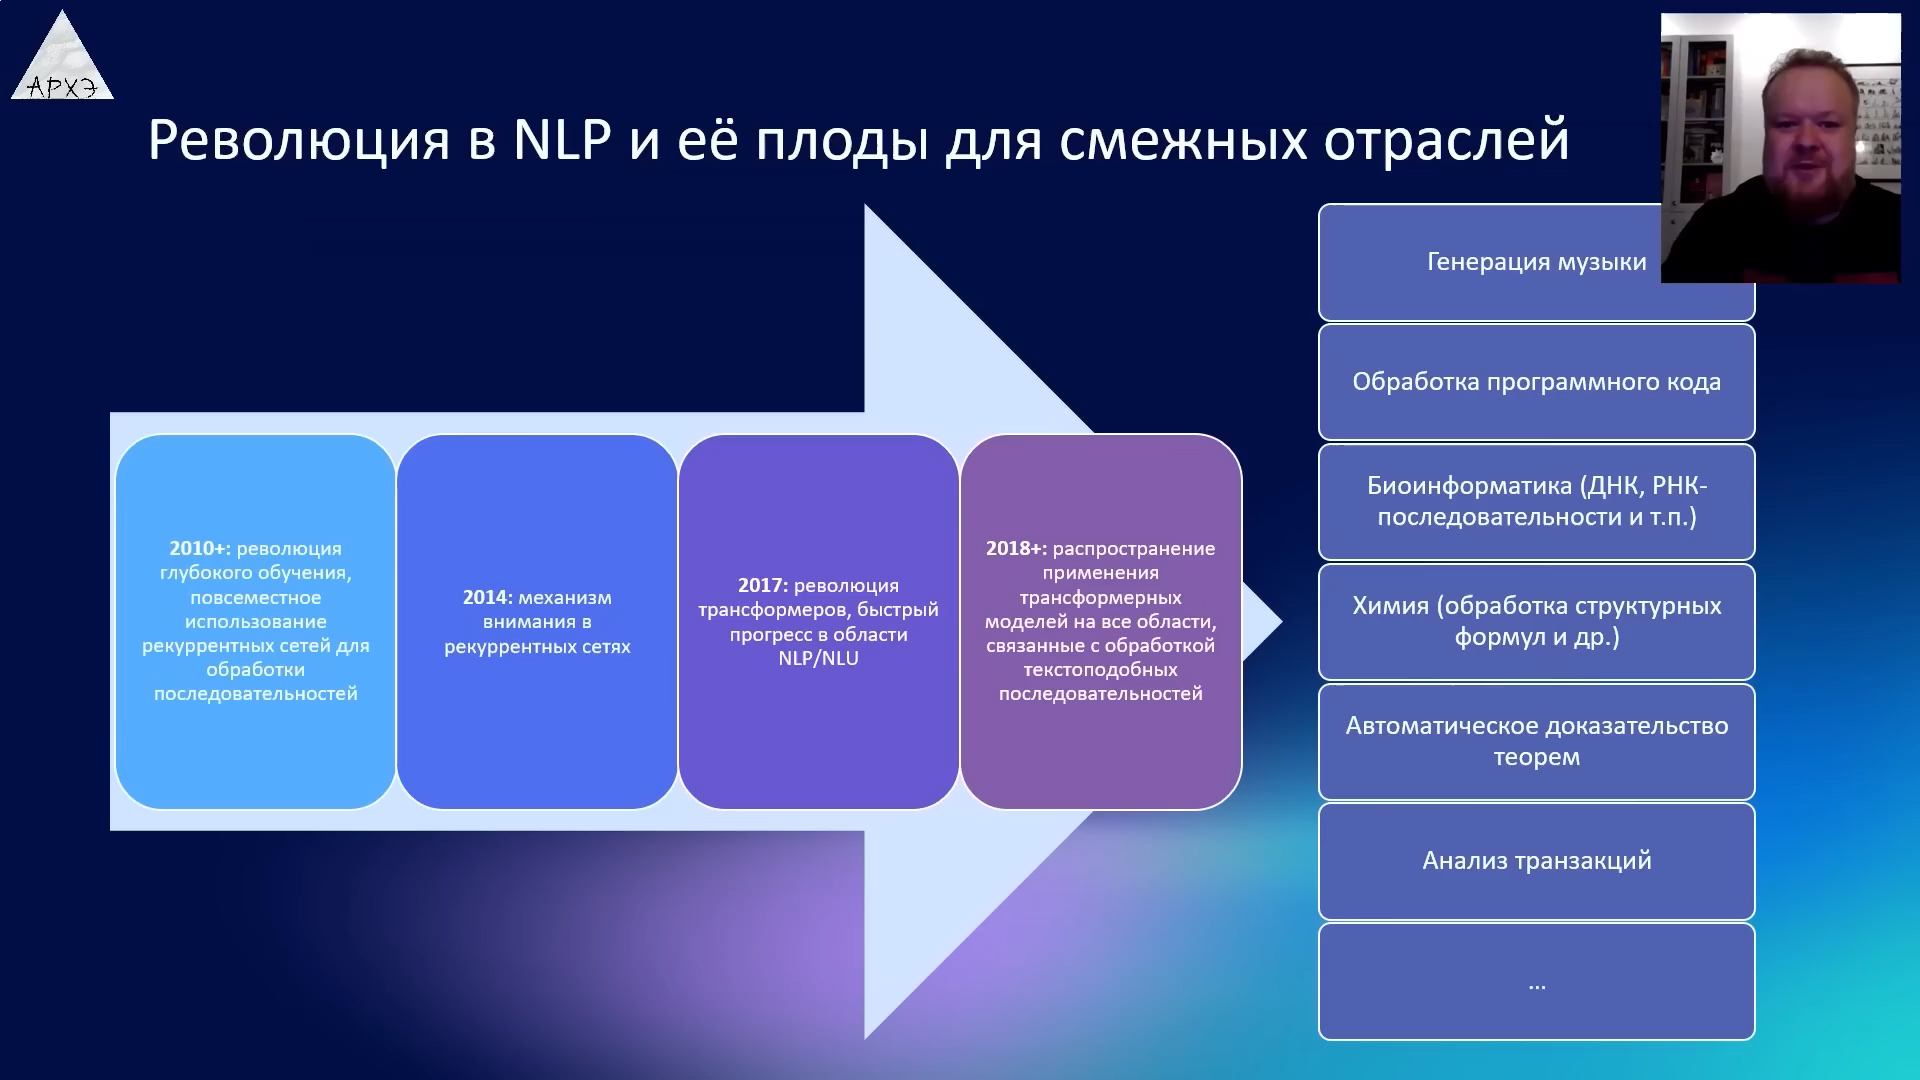 АРХЭ
Революция в NLP и её плоды для смежных отраслей
2010+: революция
глубокого обучения,
повсеместное
использование
рекуррентных сетей для
обработки
последовательностей
2014: механизм
внимания в
рекуррентных сетях
2017: революция
трансформеров, быстрый
прогресс в области
NLP/NLU
2018+: распространение
применения
трансформерных
моделей на все области,
связанные с обработкой
текстоподобных
последовательностей
Генерация музыки
Обработка программного кода
Биоинформатика (ДНК, РНК-
последовательности и т.п.)
Химия (обработка структурных
формул и др.)
Автоматическое доказательство
теорем
Анализ транзакций
...